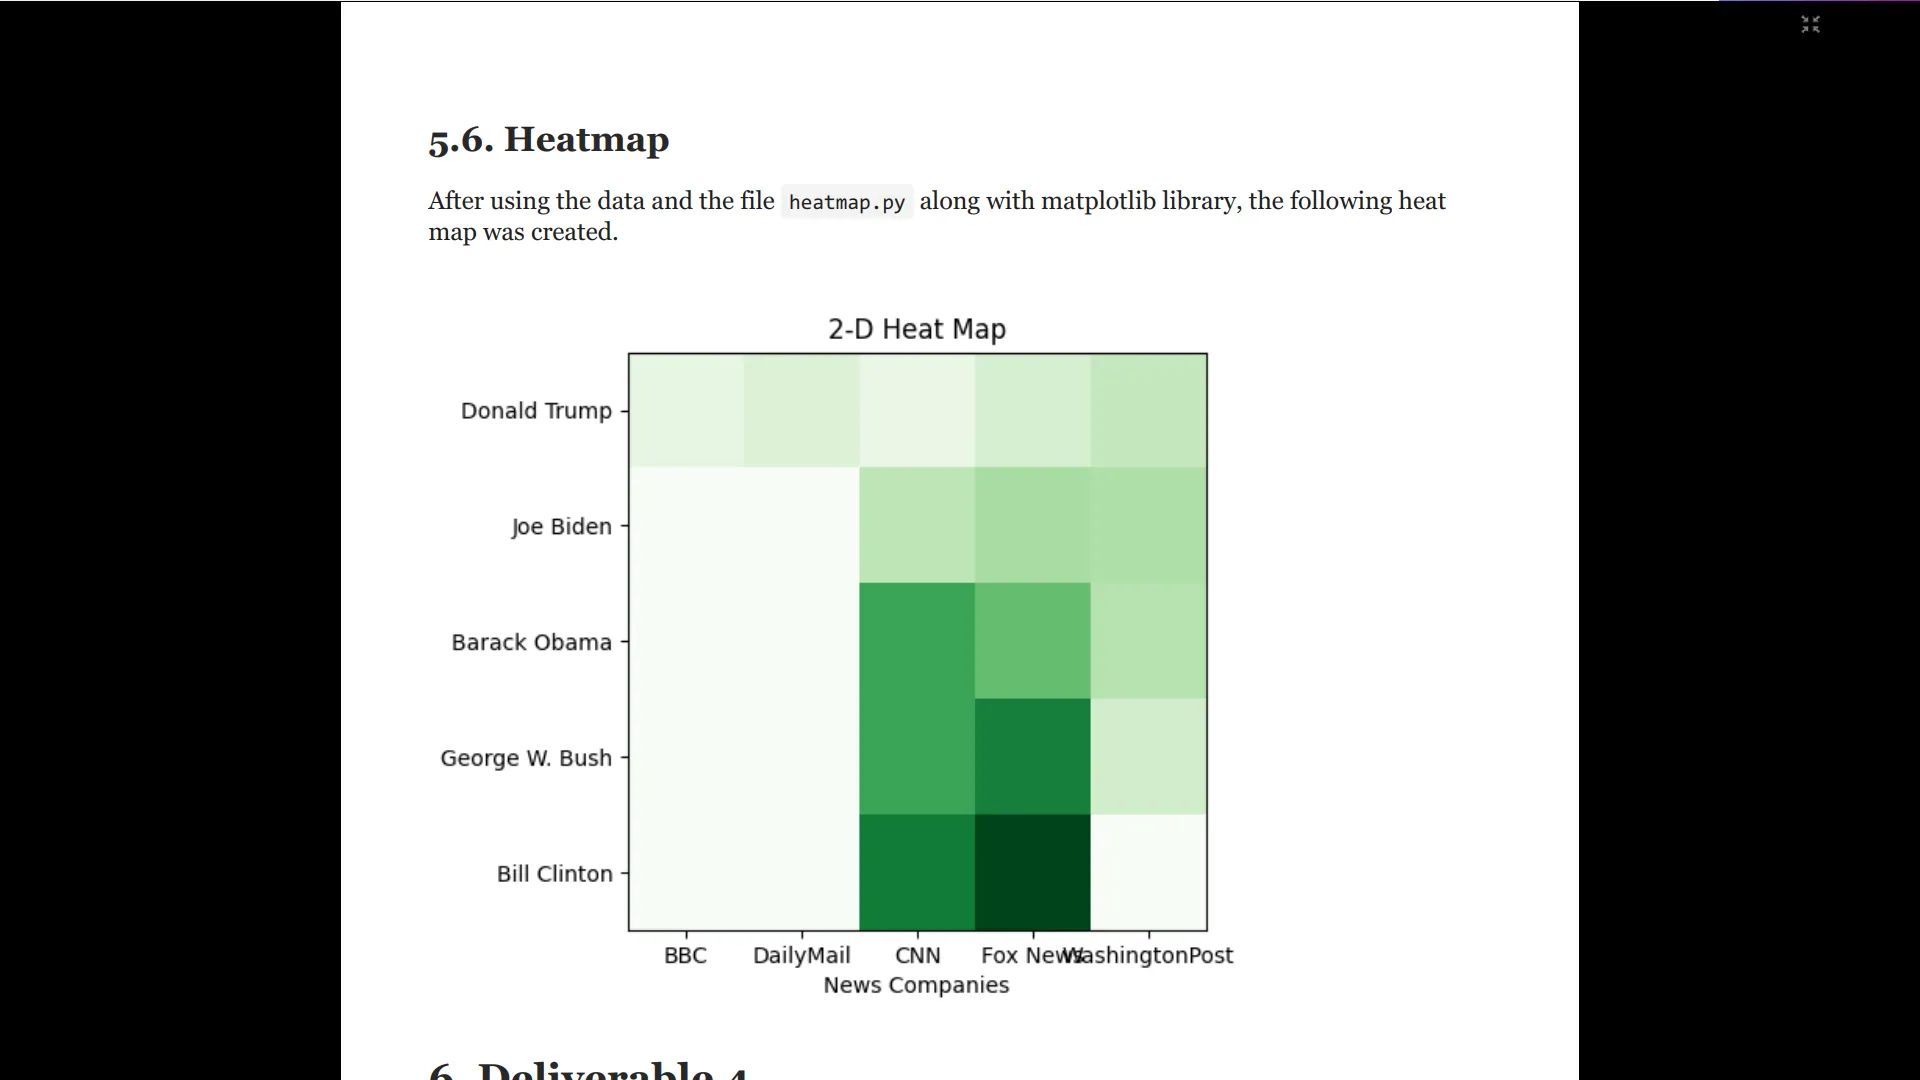 5.6. Heatmap
After using the data and the file heatmap.py along with matplotlib library, the following heat
map was created.
2-D Heat Map
Donald Trump
Joe Biden
Barack Obama
George W. Bush
Bill Clinton
BBC DailyMail CNN Fox News WashingtonPost
News Companies
6. Deliverable 4